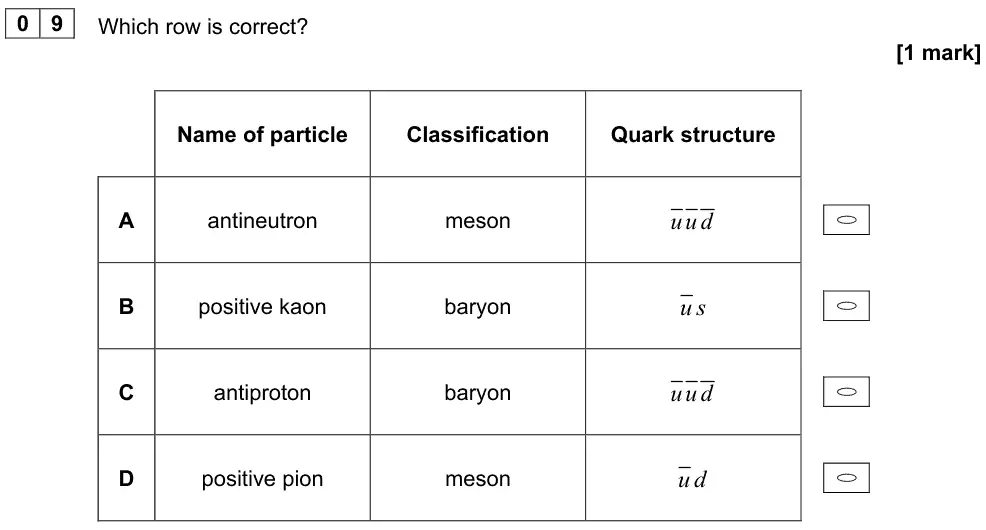 0 9 Which row is correct?
[1 mark]
Name of particle Classification Quark structure
A antineutron meson u̅ u̅ d̅
B positive kaon baryon u̅ s
C antiproton baryon u̅ u̅ d̅
D positive pion meson u̅ d